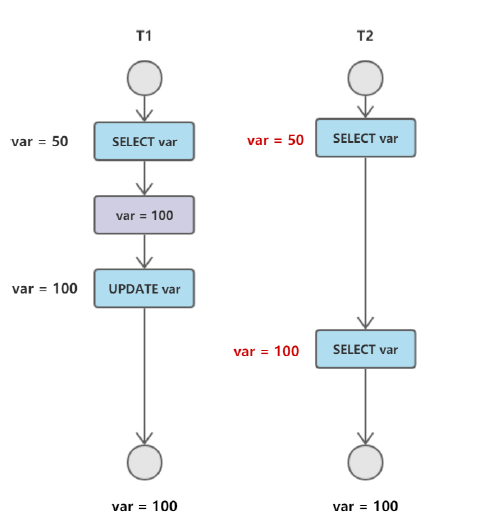 T1
T2
var = 50
SELECT var
var = 50
SELECT var
var = 100
var = 100
UPDATE var
var = 100
SELECT var
var = 100
var = 100